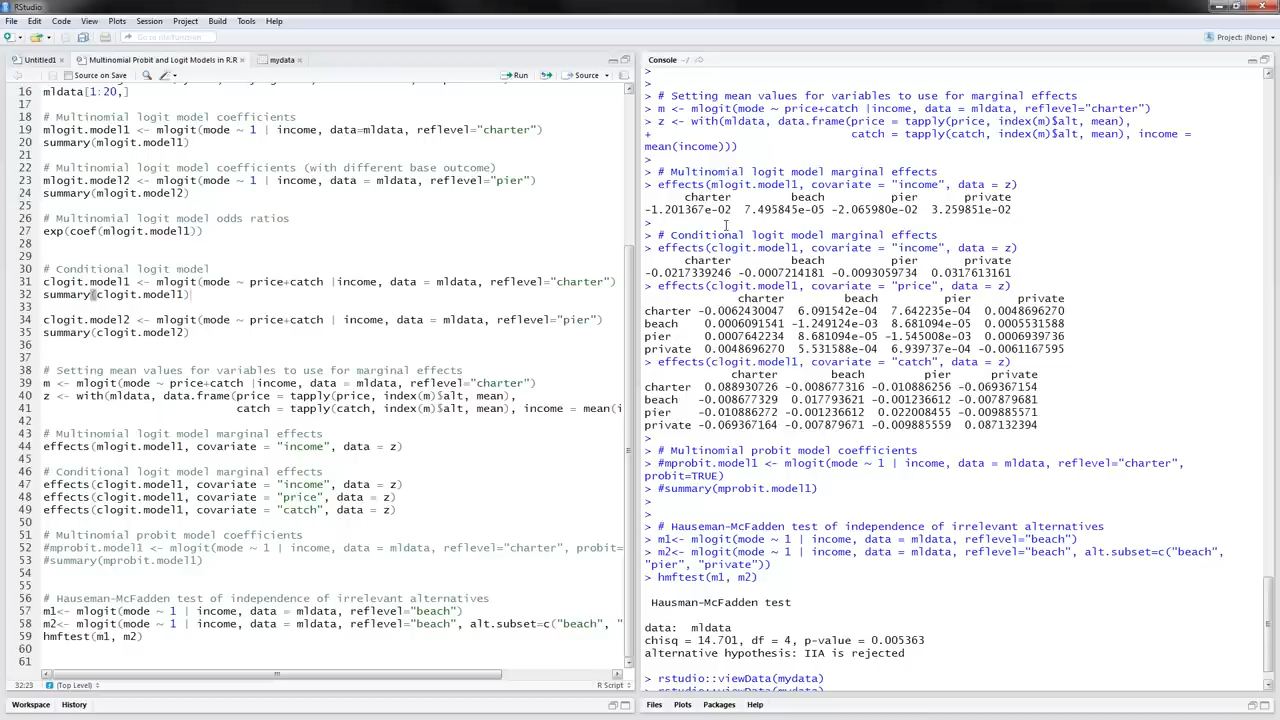 RStudio
File Edit Code View Plots Session Project Build Tools Help
Go to file/function
Project: (None)
Untitled1 Multinomial Probit and Logit Models in R.R mydata
Source on Save Run Source
16 mldata[1:20,]
17
18 # Multinomial logit model coefficients
19 mlogit.model1 <- mlogit(mode ~ 1 | income, data=mldata, reflevel="charter")
20 summary(mlogit.model1)
21
22 # Multinomial logit model coefficients (with different base outcome)
23 mlogit.model2 <- mlogit(mode ~ 1 | income, data = mldata, reflevel="pier")
24 summary(mlogit.model2)
25
26 # Multinomial logit model odds ratios
27 exp(coef(mlogit.model1))
28
29
30 # Conditional logit model
31 clogit.model1 <- mlogit(mode ~ price+catch |income, data = mldata, reflevel="charter")
32 summary(clogit.model1)
33
34 clogit.model2 <- mlogit(mode ~ price+catch | income, data = mldata, reflevel="pier")
35 summary(clogit.model2)
36
37
38 # Setting mean values for variables to use for marginal effects
39 m <- mlogit(mode ~ price+catch |income, data = mldata, reflevel="charter")
40 z <- with(mldata, data.frame(price = tapply(price, index(m)$alt, mean),
41 catch = tapply(catch, index(m)$alt, mean), income = mean(i
42
43 # Multinomial logit model marginal effects
44 effects(mlogit.model1, covariate = "income", data = z)
45
46 # Conditional logit model marginal effects
47 effects(clogit.model1, covariate = "income", data = z)
48 effects(clogit.model1, covariate = "price", data = z)
49 effects(clogit.model1, covariate = "catch", data = z)
50
51 # Multinomial probit model coefficients
52 #mprobit.model1 <- mlogit(mode ~ 1 | income, data = mldata, reflevel="charter", probit=
53 #summary(mprobit.model1)
54
55
56 # Hauseman-McFadden test of independence of irrelevant alternatives
57 m1<- mlogit(mode ~ 1 | income, data = mldata, reflevel="beach")
58 m2<- mlogit(mode ~ 1 | income, data = mldata, reflevel="beach", alt.subset=c("beach", "
59 hmftest(m1, m2)
60
61
32:23 (Top Level) R Script
Workspace History
Console ~/
>
>
> # Setting mean values for variables to use for marginal effects
> m <- mlogit(mode ~ price+catch |income, data = mldata, reflevel="charter")
> z <- with(mldata, data.frame(price = tapply(price, index(m)$alt, mean),
+ catch = tapply(catch, index(m)$alt, mean), income =
mean(income)))
>
> # Multinomial logit model marginal effects
> effects(mlogit.model1, covariate = "income", data = z)
charter beach pier private
-1.201367e-02 7.495845e-05 -2.065980e-02 3.259851e-02
>
> # Conditional logit model marginal effects
> effects(clogit.model1, covariate = "income", data = z)
charter beach pier private
-0.0217339246 -0.0007214181 -0.0093059734 0.0317613161
> effects(clogit.model1, covariate = "price", data = z)
charter beach pier private
charter -0.0062430047 6.091542e-04 7.642235e-04 0.0048696270
beach 0.0006091541 -1.249124e-03 8.681094e-05 0.0005531588
pier 0.0007642234 8.681095e-05 -1.545008e-03 0.0006939736
private 0.0048696270 5.531588e-04 6.939737e-04 -0.0061167595
> effects(clogit.model1, covariate = "catch", data = z)
charter beach pier private
charter 0.088930726 -0.008677316 -0.010886256 -0.069367154
beach -0.008677329 0.017793621 -0.001236612 -0.007879681
pier -0.010886272 -0.001236612 0.022008455 -0.009885571
private -0.069367164 -0.007879671 -0.009885559 0.087132394
>
> # Multinomial probit model coefficients
> #mprobit.model1 <- mlogit(mode ~ 1 | income, data = mldata, reflevel="charter",
probit=TRUE)
> #summary(mprobit.model1)
>
>
> # Hauseman-McFadden test of independence of irrelevant alternatives
> m1<- mlogit(mode ~ 1 | income, data = mldata, reflevel="beach")
> m2<- mlogit(mode ~ 1 | income, data = mldata, reflevel="beach", alt.subset=c("beach",
"pier", "private"))
> hmftest(m1, m2)
Hausman-McFadden test
data: mldata
chisq = 14.701, df = 4, p-value = 0.005363
alternative hypothesis: IIA is rejected
> rstudio::viewData(mydata)
> rstudio::viewData(mydata)
Files Plots Packages Help